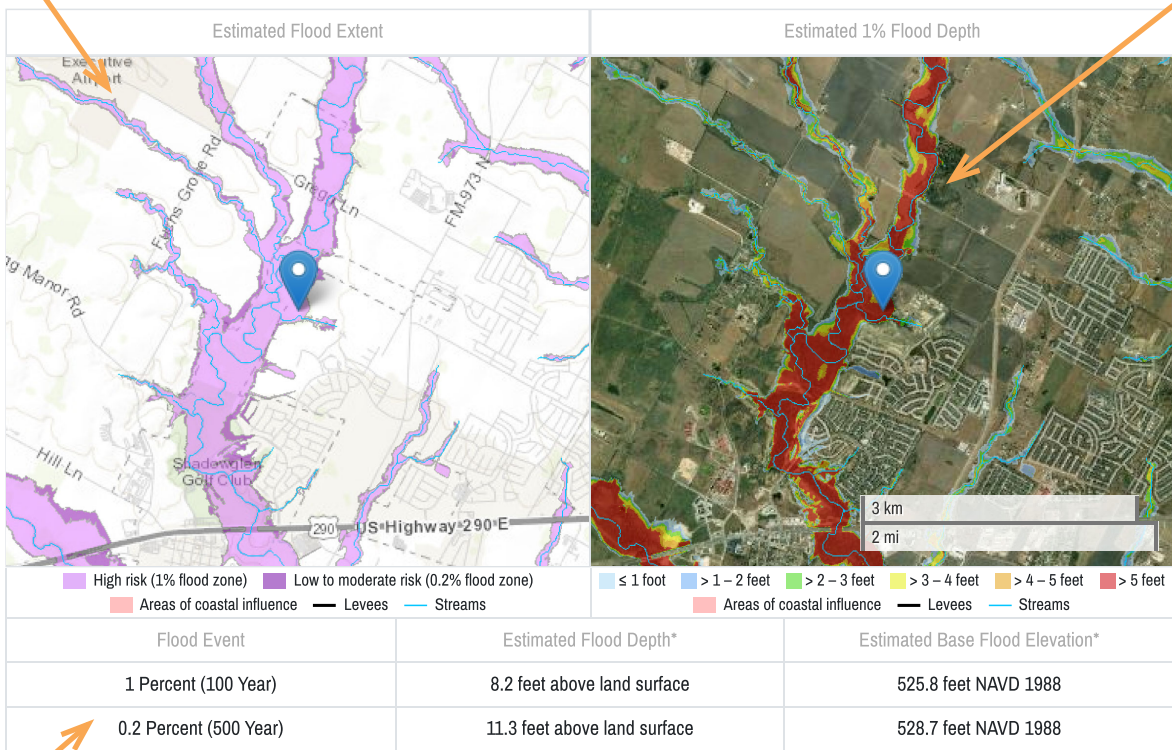 Estimated Flood Extent
Estimated 1% Flood Depth
Executive
Airport
Fuchs Grove Rd
Gregg Ln
FM-973 N
ng Manor Rd
Hill Ln
Shadowglen
Golf Club
290
US Highway 290 E
3 km
2 mi
High risk (1% flood zone) Low to moderate risk (0.2% flood zone)
Areas of coastal influence Levees Streams
≤ 1 foot > 1 – 2 feet > 2 – 3 feet > 3 – 4 feet > 4 – 5 feet > 5 feet
Areas of coastal influence Levees Streams
Flood Event Estimated Flood Depth* Estimated Base Flood Elevation*
1 Percent (100 Year) 8.2 feet above land surface 525.8 feet NAVD 1988
0.2 Percent (500 Year) 11.3 feet above land surface 528.7 feet NAVD 1988